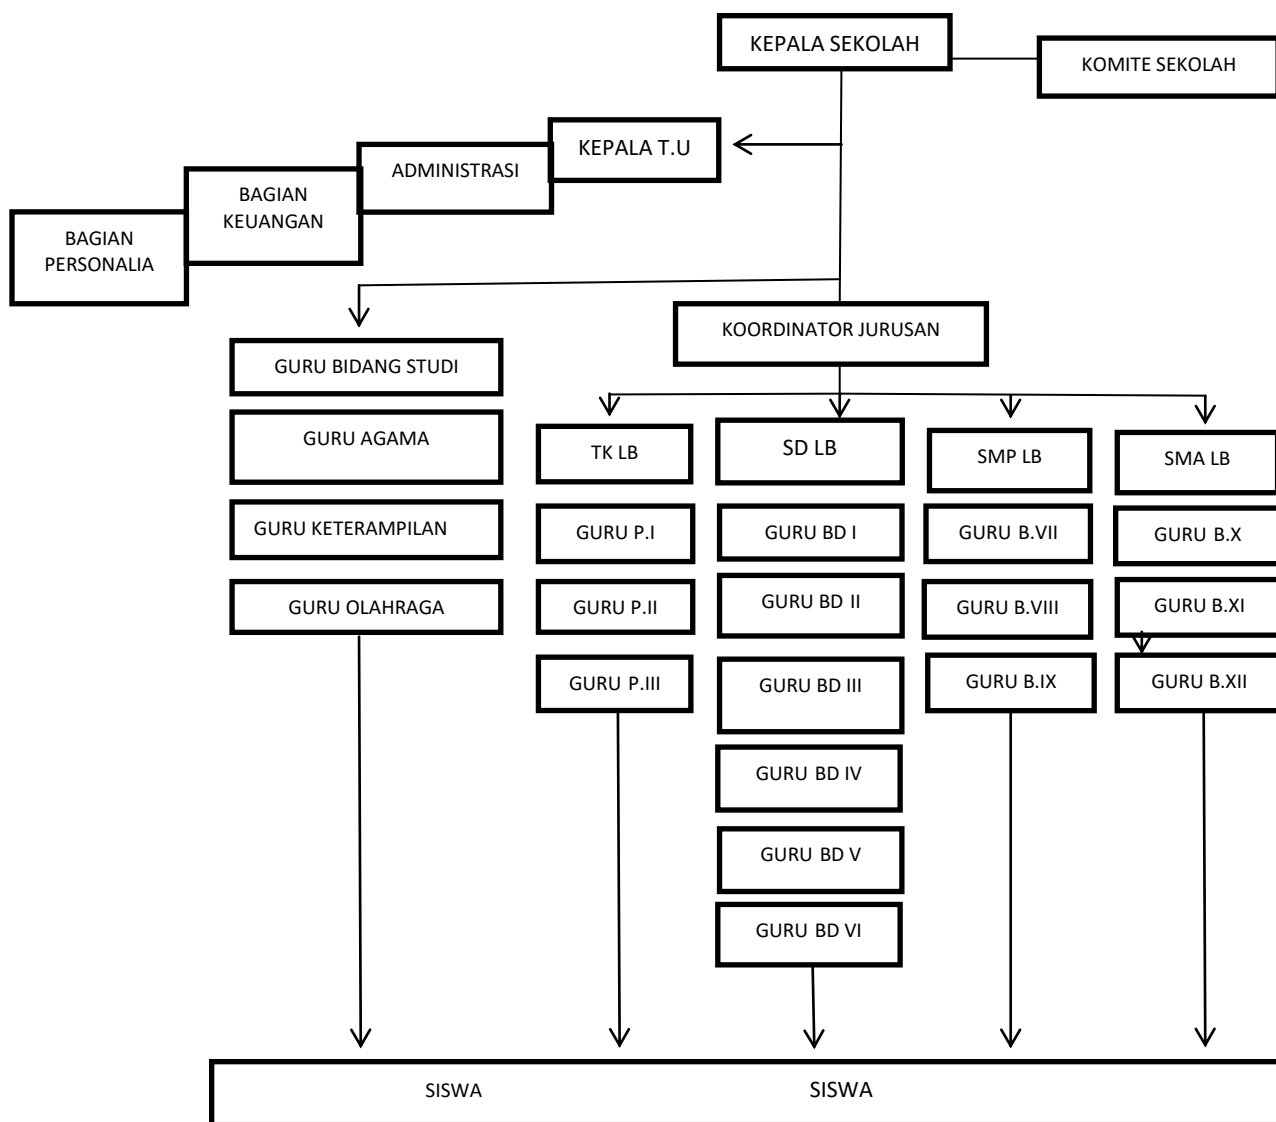 KEPALA SEKOLAH
KOMITE SEKOLAH
KEPALA T.U
ADMINISTRASI
BAGIAN
KEUANGAN
BAGIAN
PERSONALIA
KOORDINATOR JURUSAN
GURU BIDANG STUDI
GURU AGAMA
GURU KETERAMPILAN
GURU OLAHRAGA
TK LB
GURU P.I
GURU P.II
GURU P.III
SD LB
GURU BD I
GURU BD II
GURU BD III
GURU BD IV
GURU BD V
GURU BD VI
SMP LB
GURU B.VII
GURU B.VIII
GURU B.IX
SMA LB
GURU B.X
GURU B.XI
GURU B.XII
SISWA
SISWA